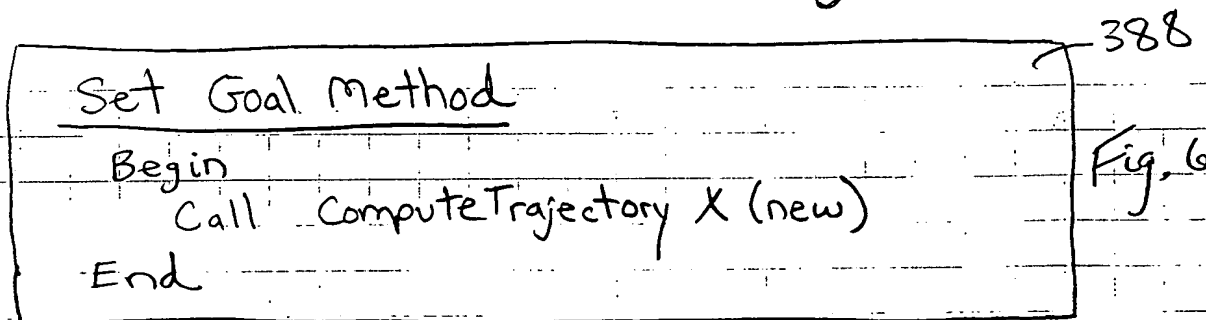 388
Set Goal Method
Begin
Call ComputeTrajectory X (new)
End
Fig. 6